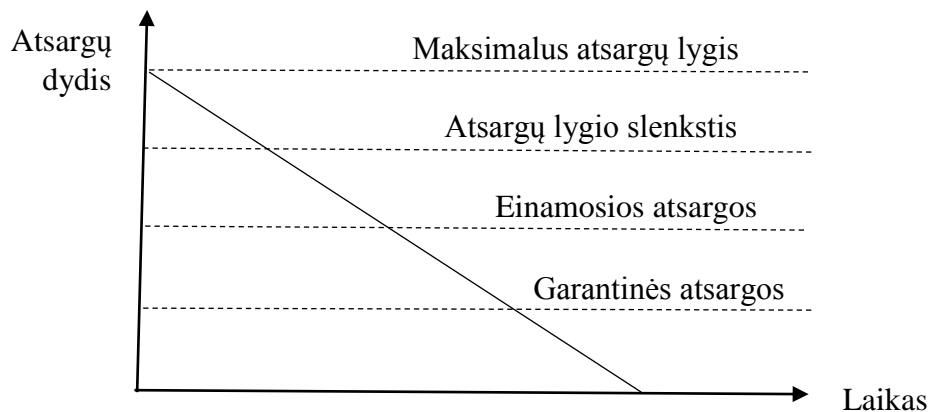 Atsargų
dydis
Maksimalus atsargų lygis
Atsargų lygio slenkstis
Einamosios atsargos
Garantinės atsargos
Laikas